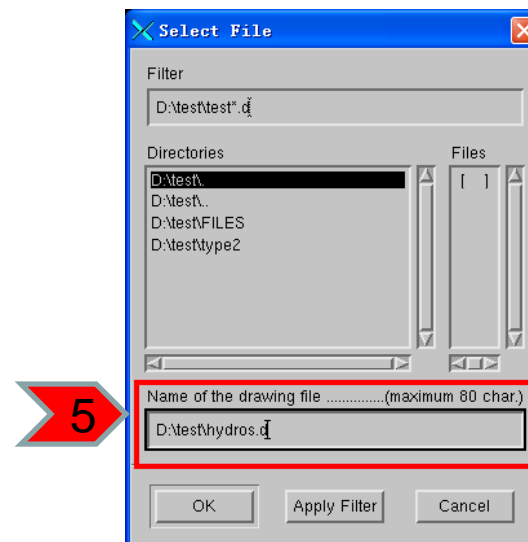 Select File
Filter
D:\test\test*.d
Directories
Files
D:\test\.
[ ]
D:\test\..
D:\test\FILES
D:\test\type2
5
Name of the drawing file ..............(maximum 80 char.)
D:\test\hydros.d
OK
Apply Filter
Cancel